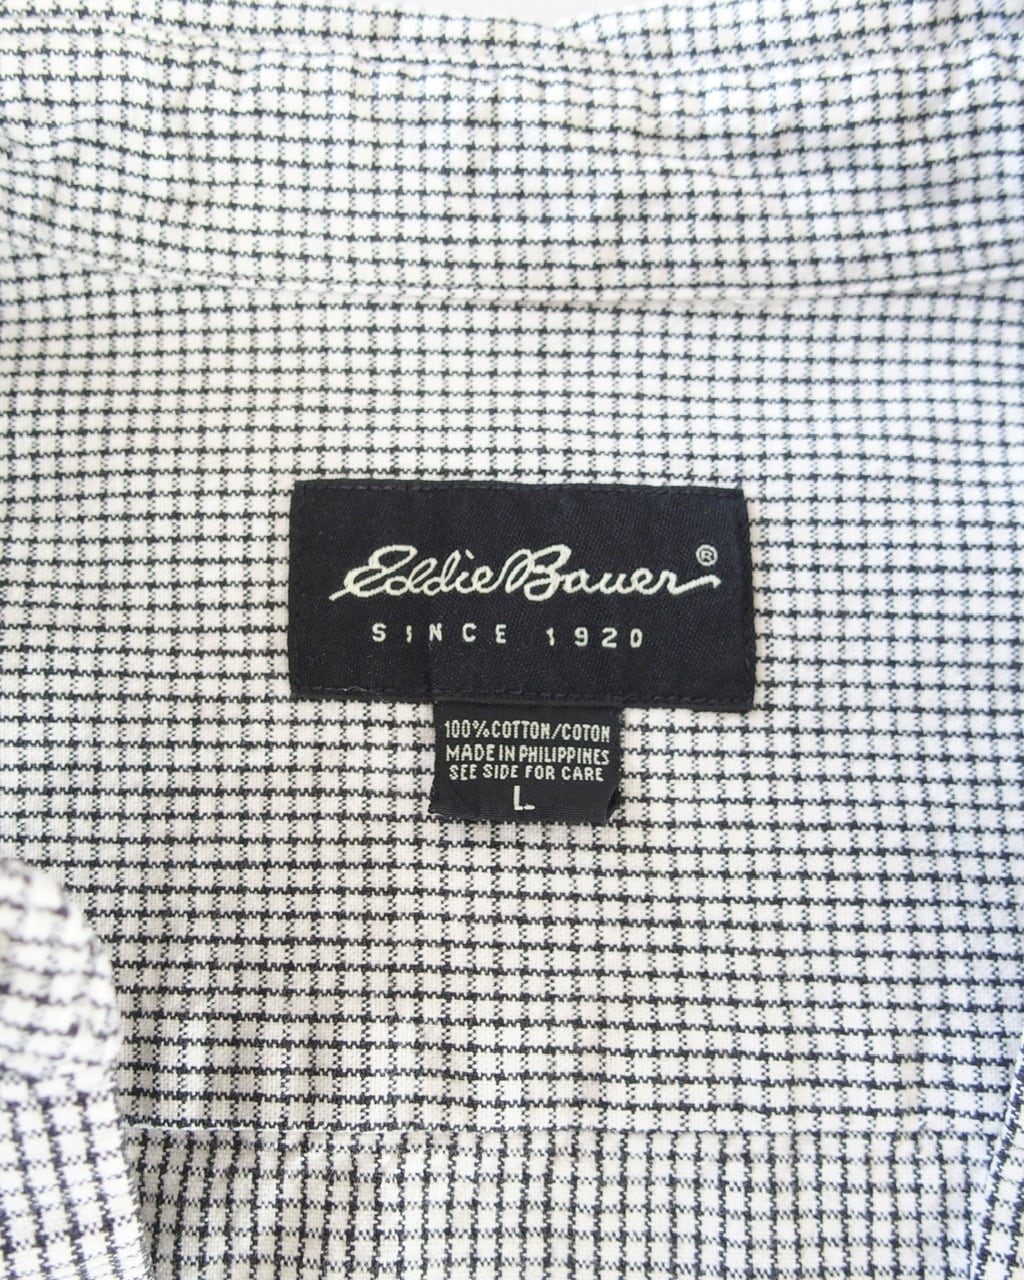 Eddie Bauer ®
SINCE 1920
100% COTTON/COTON
MADE IN PHILIPPINES
SEE SIDE FOR CARE
L